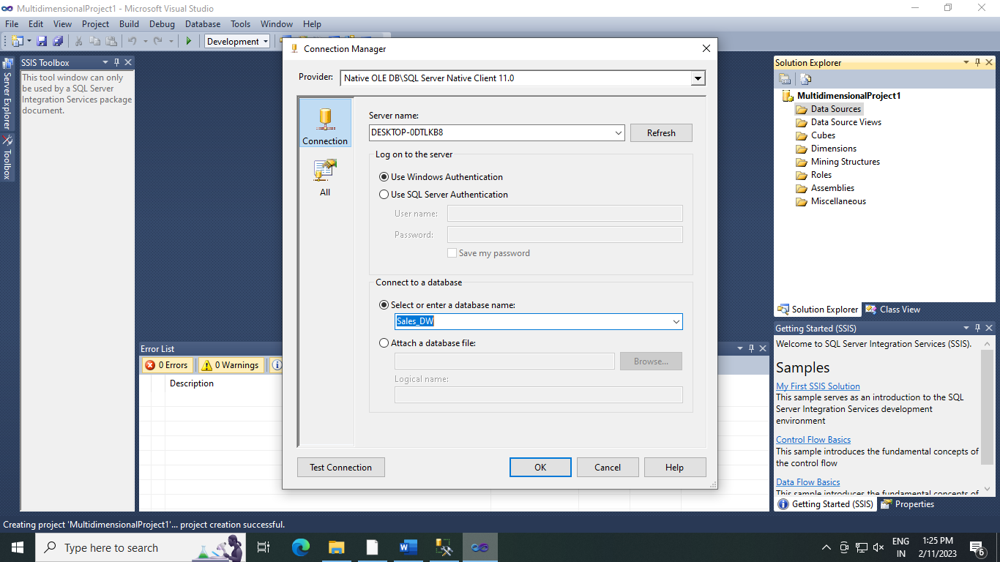 MultidimensionalProject1 - Microsoft Visual Studio
File Edit View Project Build Debug Database Tools Window Help
Development
SSIS Toolbox
This tool window can only
be used by a SQL Server
Integration Services package
document.
Server Explorer
Toolbox
Connection Manager
Provider: Native OLE DB\SQL Server Native Client 11.0
Connection
All
Server name:
DESKTOP-0DTLKB8
Refresh
Log on to the server
Use Windows Authentication
Use SQL Server Authentication
User name:
Password:
Save my password
Connect to a database
Select or enter a database name:
Sales_DW
Attach a database file:
Browse...
Logical name:
Test Connection OK Cancel Help
Error List
0 Errors 0 Warnings
Description
Solution Explorer
MultidimensionalProject1
Data Sources
Data Source Views
Cubes
Dimensions
Mining Structures
Roles
Assemblies
Miscellaneous
Solution Explorer Class View
Getting Started (SSIS)
Welcome to SQL Server Integration Services (SSIS).
Samples
My First SSIS Solution
This sample serves as an introduction to the SQL
Server Integration Services development
environment
Control Flow Basics
This sample introduces the fundamental concepts of
the control flow
Data Flow Basics
This sample introduces the fundamental concepts of
Getting Started (SSIS) Properties
Creating project 'MultidimensionalProject1'... project creation successful.
Type here to search
ENG
IN
1:25 PM
2/11/2023
6